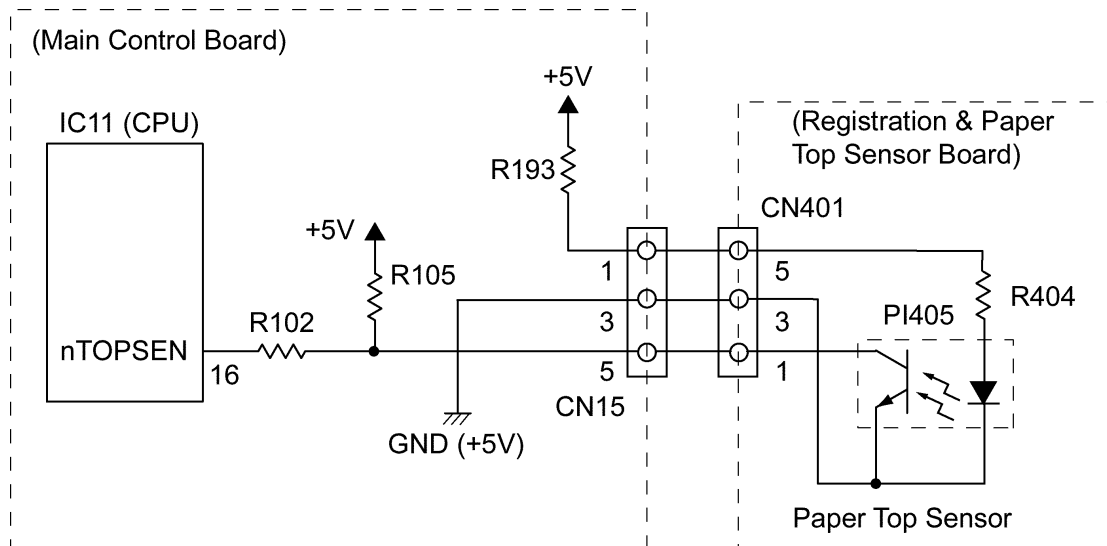 (Main Control Board)
+5V
IC11 (CPU)
(Registration & Paper
Top Sensor Board)
R193
CN401
+5V
1
5
R105
R404
R102
3
3
PI405
nTOPSEN
16
5
1
CN15
GND (+5V)
Paper Top Sensor